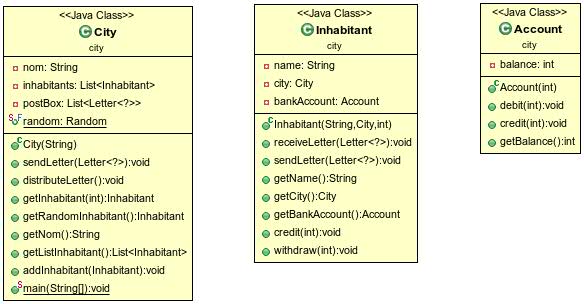 <<Java Class>>
City
city
nom: String
inhabitants: List<Inhabitant>
postBox: List<Letter<?>>
random: Random
City(String)
sendLetter(Letter<?>):void
distributeLetter():void
getInhabitant(int):Inhabitant
getRandomInhabitant():Inhabitant
getNom():String
getListInhabitant():List<Inhabitant>
addInhabitant(Inhabitant):void
main(String[]):void
<<Java Class>>
Inhabitant
city
name: String
city: City
bankAccount: Account
Inhabitant(String,City,int)
receiveLetter(Letter<?>):void
sendLetter(Letter<?>):void
getName():String
getCity():City
getBankAccount():Account
credit(int):void
withdraw(int):void
<<Java Class>>
Account
city
balance: int
Account(int)
debit(int):void
credit(int):void
getBalance():int